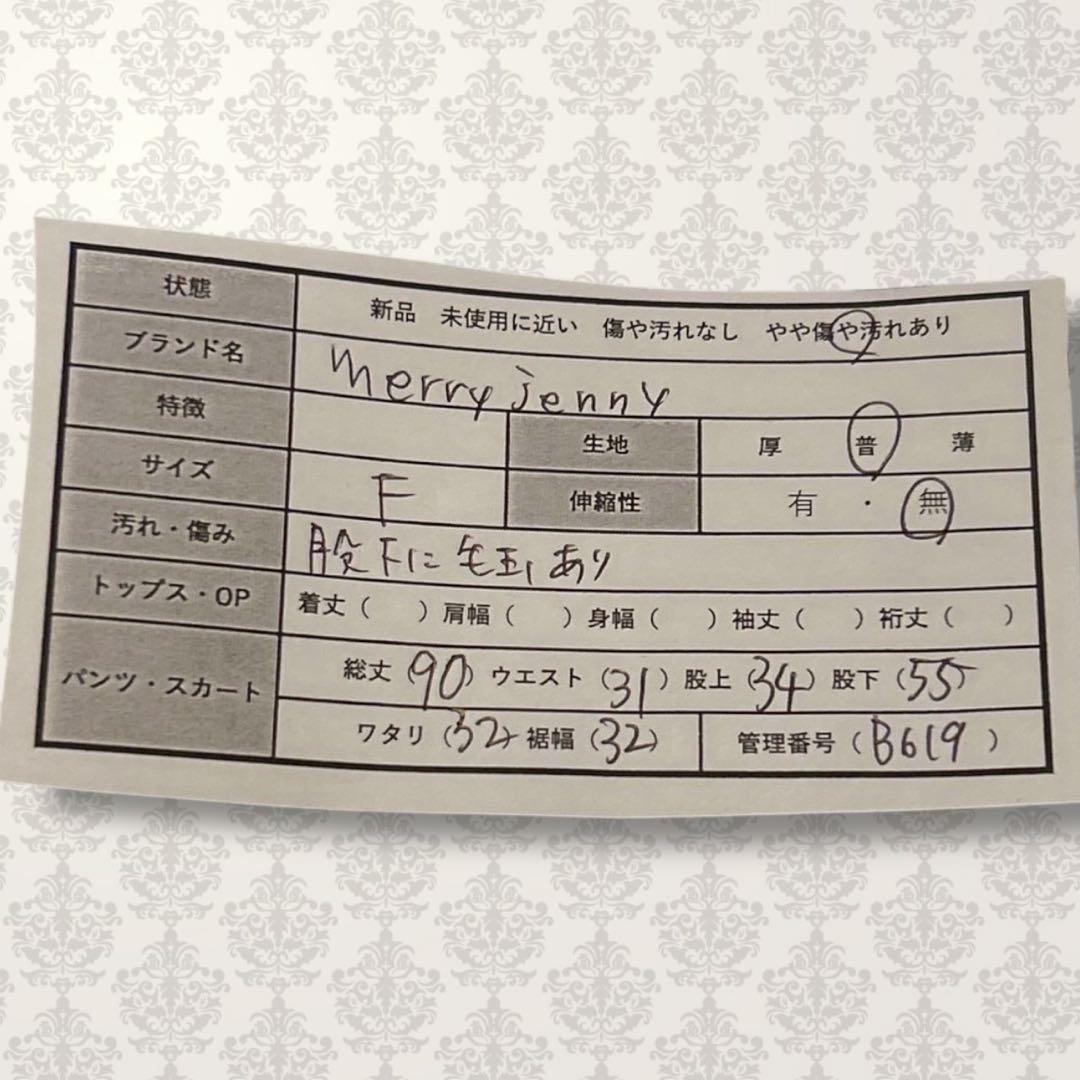 状態 新品 未使用に近い 傷や汚れなし やや傷や汚れあり
ブランド名 merry jenny
特徴 生地 厚 普 薄
サイズ F 伸縮性 有 ・ 無
汚れ・傷み 股下に毛玉あり
トップス・OP 着丈( ) 肩幅( ) 身幅( ) 袖丈( ) 裄丈( )
パンツ・スカート 総丈(90) ウエスト(31) 股上(34) 股下(55)
ワタリ(32) 裾幅(32) 管理番号(B619)